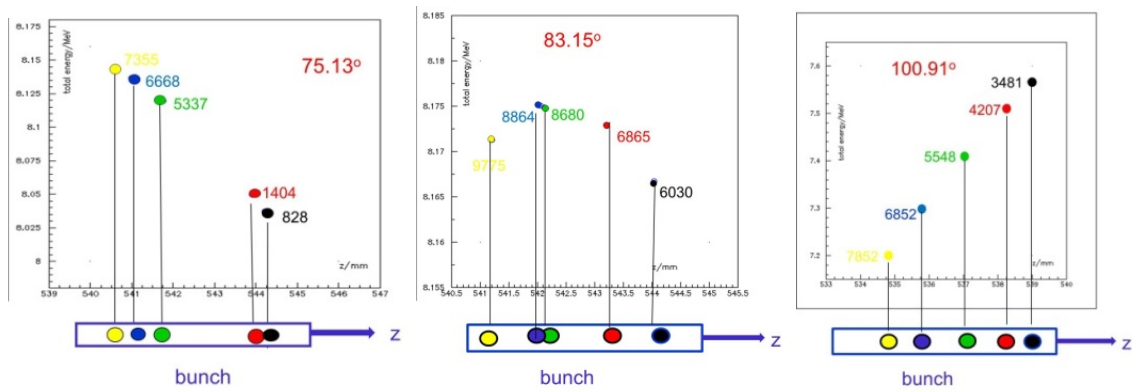 75.13°
8.175
8.15
8.125
8.1
8.075
8.05
8.025
8
total energy/MeV
7355
6668
5337
1404
828
z/mm
539 540 541 542 543 544 545 546 547
z
bunch
83.15°
8.185
8.18
8.175
8.17
8.165
8.16
8.155
total energy/MeV
8864
8680
9775
6865
6030
z/mm
540.5 541 541.5 542 542.5 543 543.5 544 544.5 545 545.5
z
bunch
100.91°
7.6
7.5
7.4
7.3
7.2
total energy/MeV
3481
4207
5548
6852
7852
z/mm
533 534 535 536 537 538 539 540
z
bunch